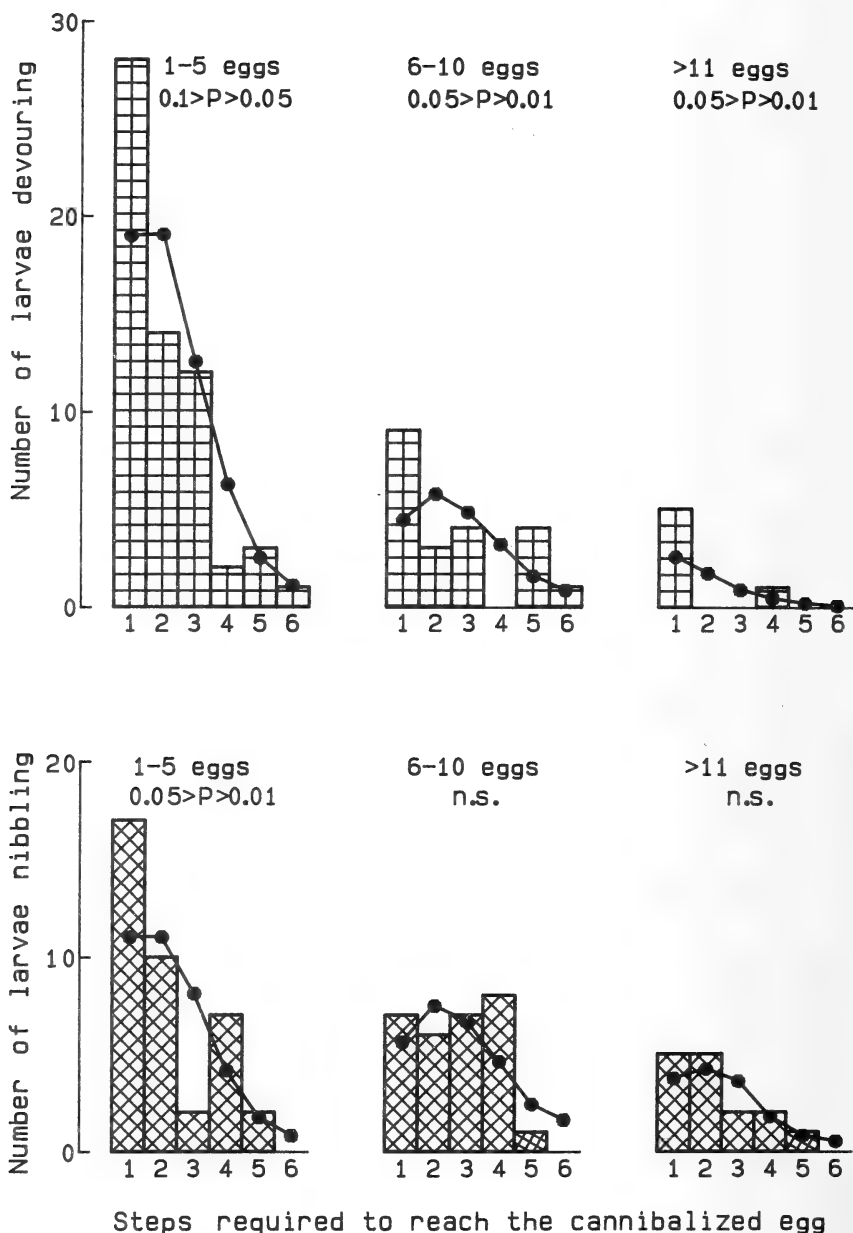 Number of larvae devouring
30
20
10
0
1-5 eggs
0.1>P>0.05
6-10 eggs
0.05>P>0.01
>11 eggs
0.05>P>0.01
1 2 3 4 5 6
1 2 3 4 5 6
1 2 3 4 5 6
Number of larvae nibbling
20
10
0
1-5 eggs
0.05>P>0.01
6-10 eggs
n.s.
>11 eggs
n.s.
1 2 3 4 5 6
1 2 3 4 5 6
1 2 3 4 5 6
Steps required to reach the cannibalized egg